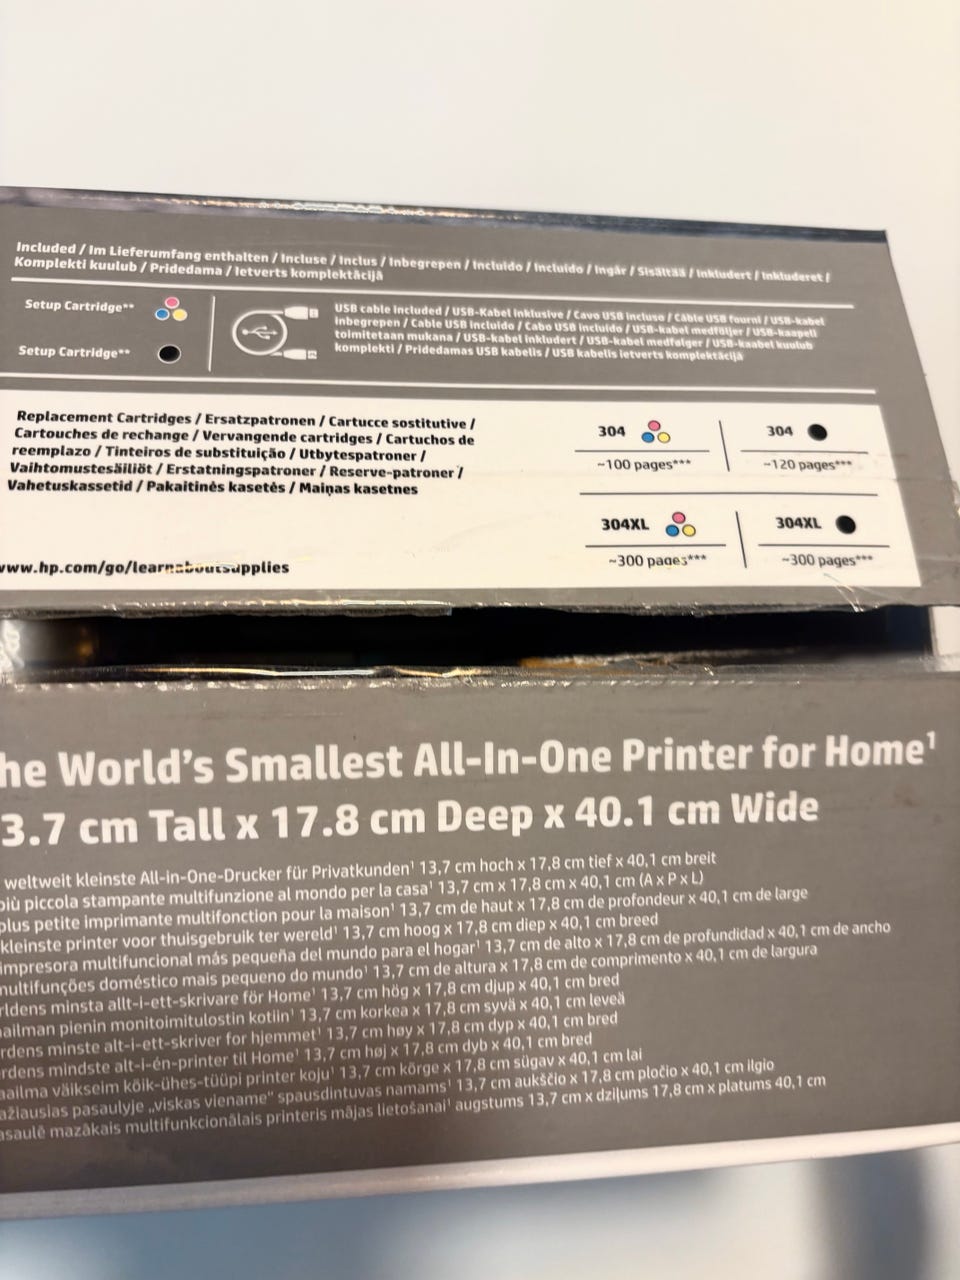 Included / Im Lieferumfang enthalten / Incluse / Inclus / Inbegrepen / Incluido / Incluído / Ingår / Sisältää / Inkludert / Inkluderet /
Komplekti kuulub / Pridedama / Ietverts komplektācijā
Setup Cartridge**
Setup Cartridge**
USB cable included / USB-Kabel inklusive / Cavo USB incluso / Câble USB fourni / USB-kabel
inbegrepen / Cable USB incluido / Cabo USB incluído / USB-kabel medföljer / USB-kaapeli
toimitetaan mukana / USB-kabel inkludert / USB-kabel medfølger / USB-kaabel kuulub
komplekti / Pridedamas USB kabelis / USB kabelis ietverts komplektācijā
Replacement Cartridges / Ersatzpatronen / Cartucce sostitutive /
Cartouches de rechange / Vervangende cartridges / Cartuchos de
reemplazo / Tinteiros de substituição / Utbytespatroner /
Vaihtomustesäiliöt / Erstatningspatroner / Reserve-patroner /
Vahetuskassetid / Pakaitinės kasetės / Maiņas kasetnes
www.hp.com/go/learnaboutsupplies
304
~100 pages***
304
~120 pages***
304XL
~300 pages***
304XL
~300 pages***
he World's Smallest All-In-One Printer for Home¹
3.7 cm Tall x 17.8 cm Deep x 40.1 cm Wide
weltweit kleinste All-in-One-Drucker für Privatkunden¹ 13,7 cm hoch x 17,8 cm tief x 40,1 cm breit
più piccola stampante multifunzione al mondo per la casa¹ 13,7 cm x 17,8 cm x 40,1 cm (A x P x L)
plus petite imprimante multifonction pour la maison¹ 13,7 cm de haut x 17,8 cm de profondeur x 40,1 cm de large
kleinste printer voor thuisgebruik ter wereld¹ 13,7 cm hoog x 17,8 cm diep x 40,1 cm breed
impresora multifuncional más pequeña del mundo para el hogar¹ 13,7 cm de alto x 17,8 cm de profundidad x 40,1 cm de ancho
multifunções doméstico mais pequeno do mundo¹ 13,7 cm de altura x 17,8 cm de comprimento x 40,1 cm de largura
rldens minsta allt-i-ett-skrivare för Home¹ 13,7 cm hög x 17,8 cm djup x 40,1 cm bred
aailman pienin monitoimitulostin kotiin¹ 13,7 cm korkea x 17,8 cm syvä x 40,1 cm leveä
rdens minste alt-i-ett-skriver for hjemmet¹ 13,7 cm høy x 17,8 cm dyp x 40,1 cm bred
rdens mindste alt-i-én-printer til Home¹ 13,7 cm høj x 17,8 cm dyb x 40,1 cm bred
aailma väikseim kõik-ühes-tüüpi printer koju¹ 13,7 cm kõrge x 17,8 cm sügav x 40,1 cm lai
ažiausias pasaulyje „viskas viename“ spausdintuvas namams¹ 13,7 cm aukščio x 17,8 cm pločio x 40,1 cm ilgio
asaulē mazākais multifunkcionālais printeris mājas lietošanai¹ augstums 13,7 cm x dziļums 17,8 cm x platums 40,1 cm